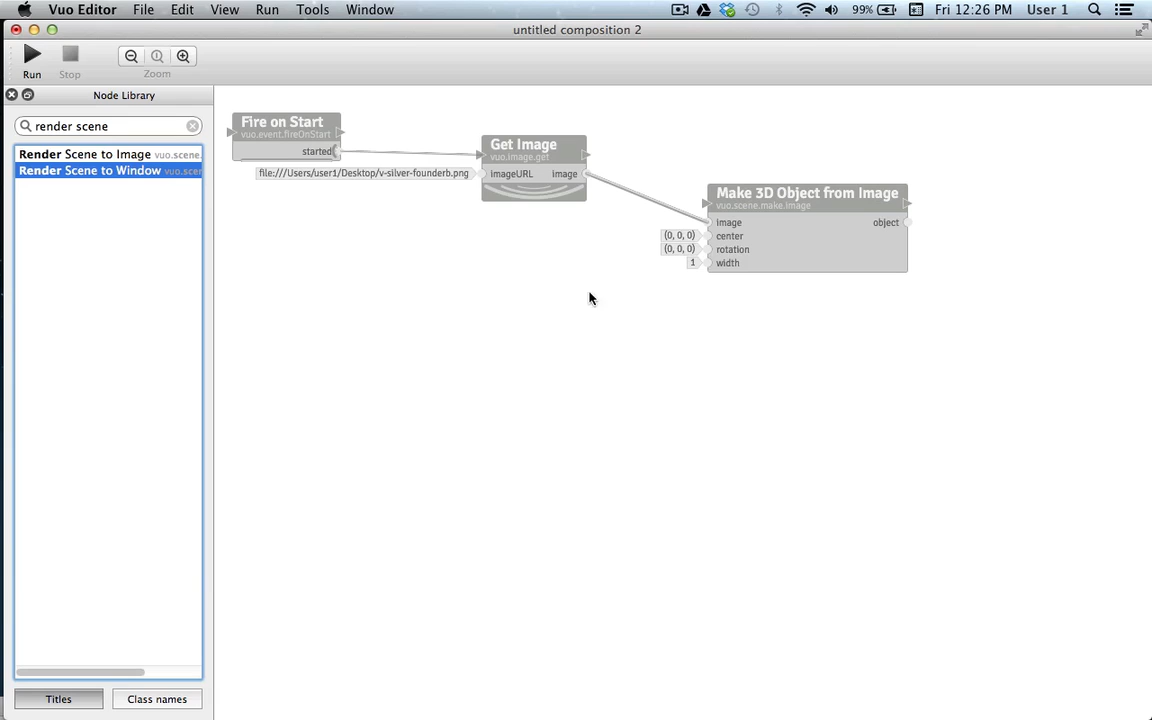 Vuo Editor File Edit View Run Tools Window 99% Fri 12:26 PM User 1
untitled composition 2
Run Stop Zoom
Node Library
render scene
Render Scene to Image vuo.scene.
Render Scene to Window vuo.scen
Fire on Start
vuo.event.fireOnStart
started
Get Image
vuo.image.get
file:///Users/user1/Desktop/v-silver-founderb.png imageURL image
Make 3D Object from Image
vuo.scene.make.image
image object
(0, 0, 0) center
(0, 0, 0) rotation
1 width
Titles Class names